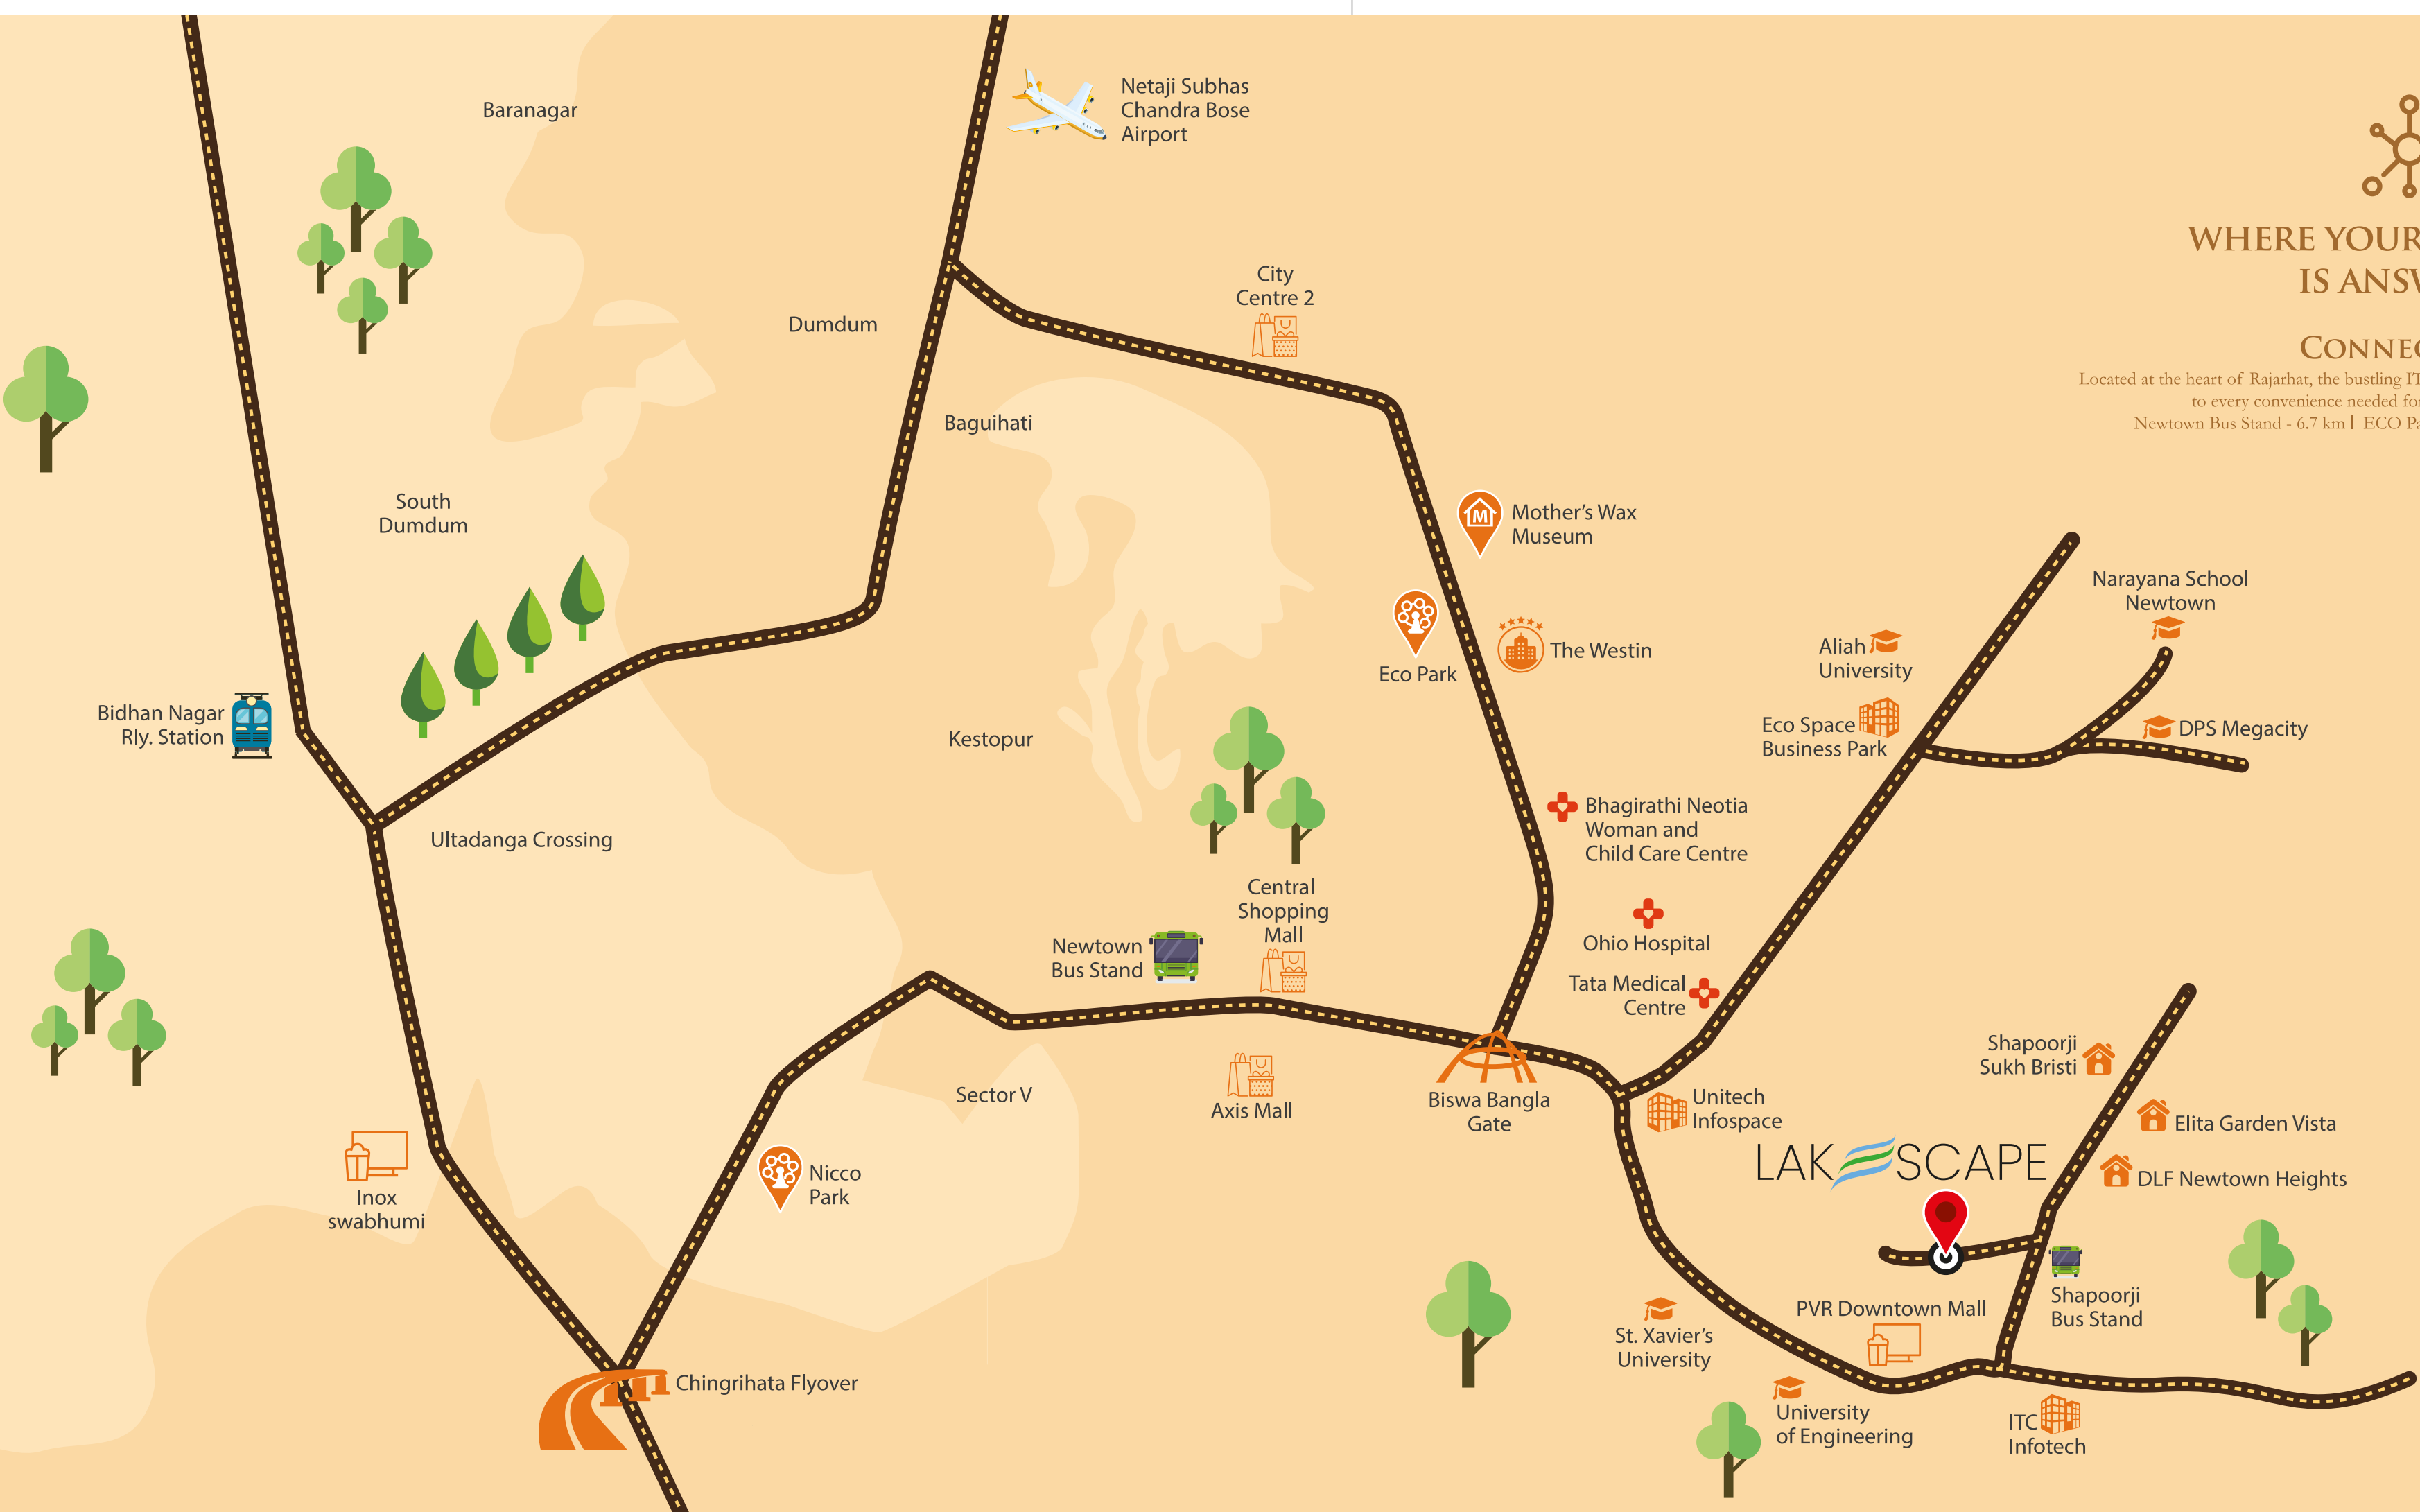 Netaji Subhas
Chandra Bose
Airport
Baranagar
WHERE YOUR
IS ANSW
City
Centre 2
Dumdum
CONNEC
Located at the heart of Rajarhat, the bustling IT
to every convenience needed for
Newtown Bus Stand - 6.7 km | ECO Pa
Baguihati
South
Dumdum
Mother's Wax
Museum
M
Narayana School
Newtown
The Westin
Eco Park
Aliah
University
Eco Space
Business Park
DPS Megacity
Bidhan Nagar
Rly. Station
Kestopur
Bhagirathi Neotia
Woman and
Child Care Centre
Ultadanga Crossing
Central
Shopping
Mall
Newtown
Bus Stand
Ohio Hospital
Tata Medical
Centre
Shapoorji
Sukh Bristi
Sector V
Axis Mall
Biswa Bangla
Gate
Unitech
Infospace
Elita Garden Vista
LAKESCAPE
DLF Newtown Heights
Nicco
Park
Inox
swabhumi
PVR Downtown Mall
Shapoorji
Bus Stand
St. Xavier's
University
Chingrihata Flyover
University
of Engineering
ITC
Infotech